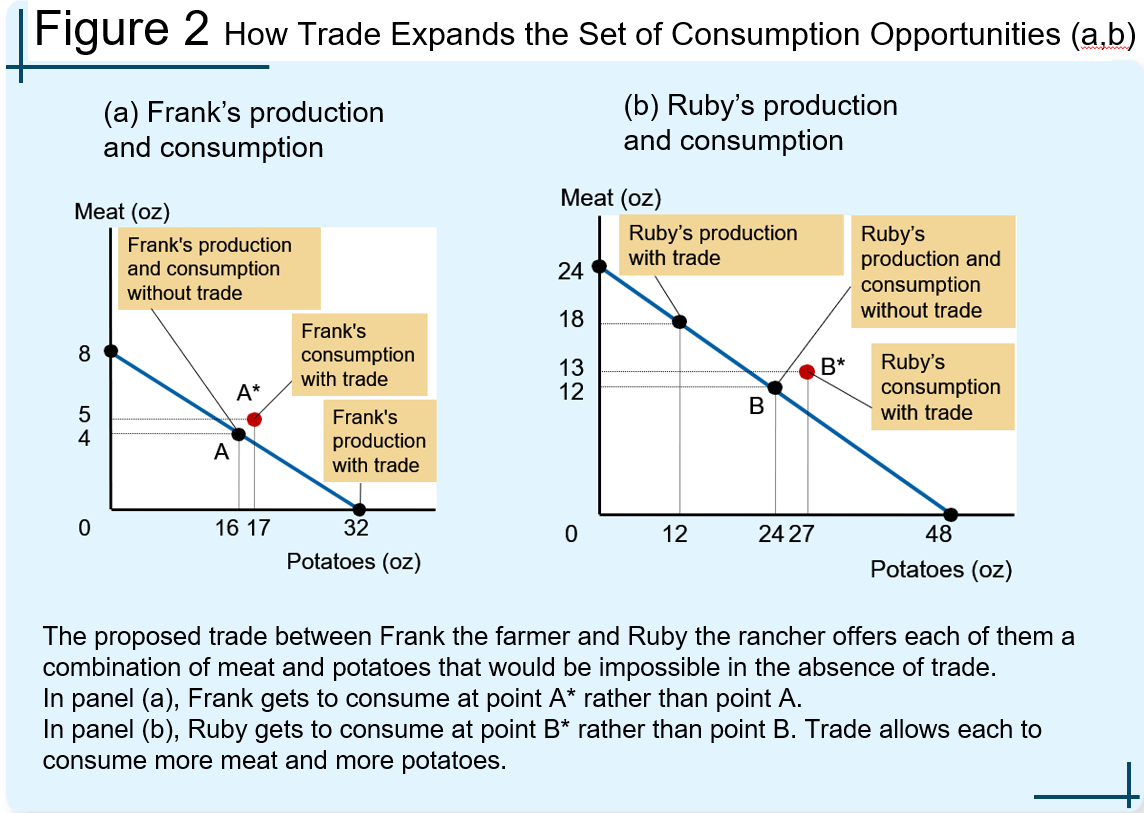 Figure 2 How Trade Expands the Set of Consumption Opportunities (a,b)
(a) Frank's production
and consumption
Meat (oz)
Frank's production
and consumption
without trade
Frank's
consumption
with trade
Frank's
production
with trade
8
5
4
A*
A
0
16 17
32
Potatoes (oz)
(b) Ruby's production
and consumption
Meat (oz)
Ruby's production
with trade
Ruby's
production and
consumption
without trade
Ruby's
consumption
with trade
24
18
13
12
B*
B
0
12
24 27
48
Potatoes (oz)
The proposed trade between Frank the farmer and Ruby the rancher offers each of them a
combination of meat and potatoes that would be impossible in the absence of trade.
In panel (a), Frank gets to consume at point A* rather than point A.
In panel (b), Ruby gets to consume at point B* rather than point B. Trade allows each to
consume more meat and more potatoes.